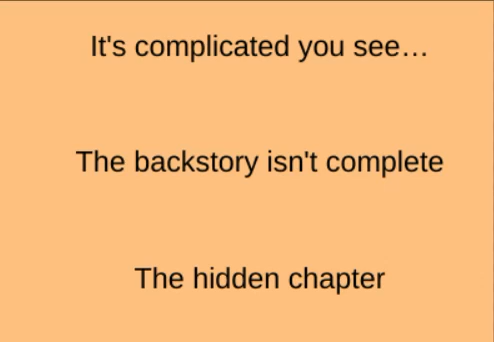 It's complicated you see…
The backstory isn't complete
The hidden chapter